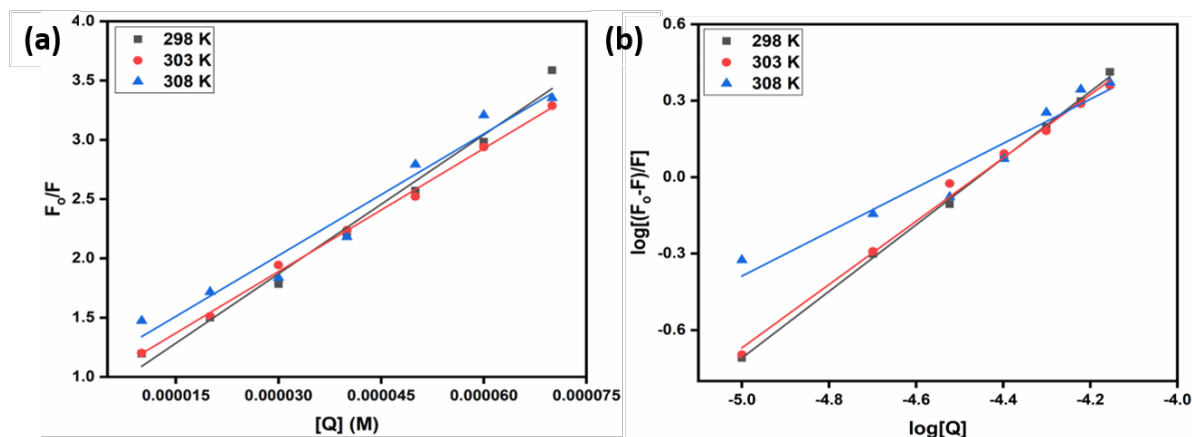 (a)
298 K
303 K
308 K
4.0
3.5
3.0
2.5
2.0
1.5
1.0
Fo/F
0.000015 0.000030 0.000045 0.000060 0.000075
[Q] (M)
(b)
298 K
303 K
308 K
0.6
0.3
0.0
-0.3
-0.6
log[(Fo-F)/F]
-5.0 -4.8 -4.6 -4.4 -4.2 -4.0
log[Q]